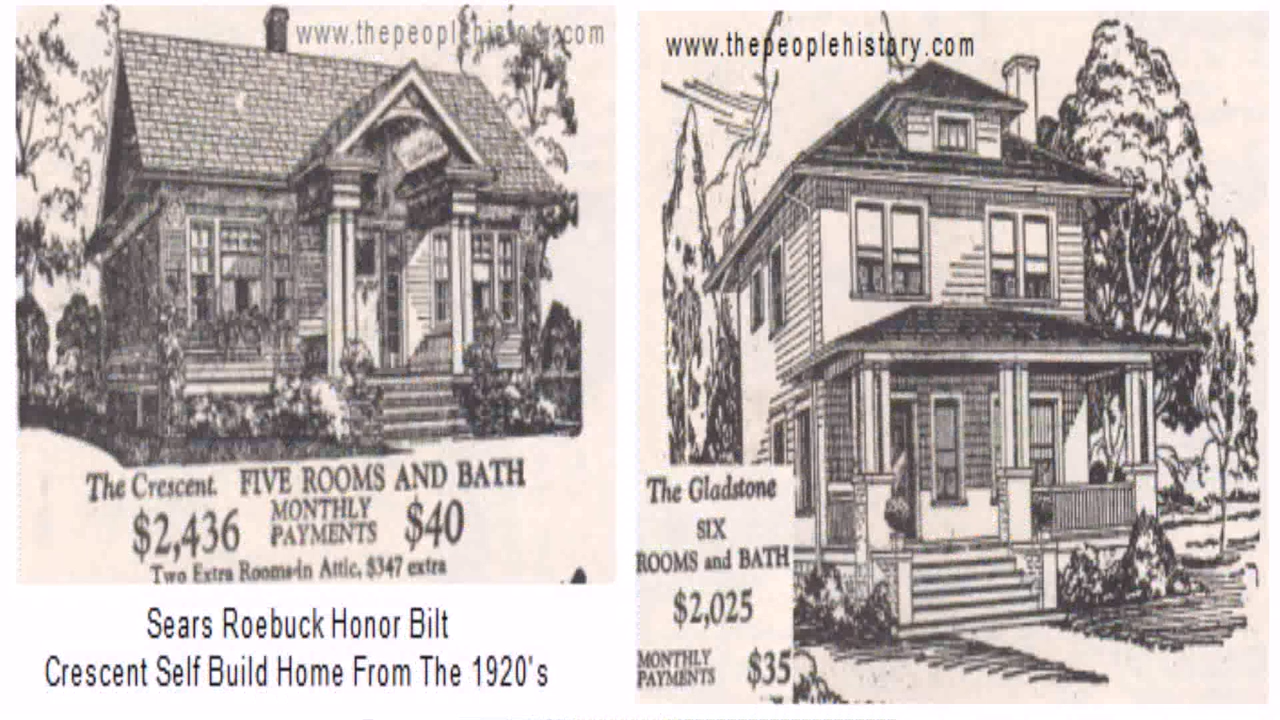 www.thepeoplehistory.com
The Crescent. FIVE ROOMS AND BATH
$2,436 MONTHLY PAYMENTS $40
Two Extra Rooms in Attic, $347 extra
Sears Roebuck Honor Bilt
Crescent Self Build Home From The 1920's
www.thepeoplehistory.com
The Gladstone
SIX
ROOMS and BATH
$2,025
MONTHLY PAYMENTS $35